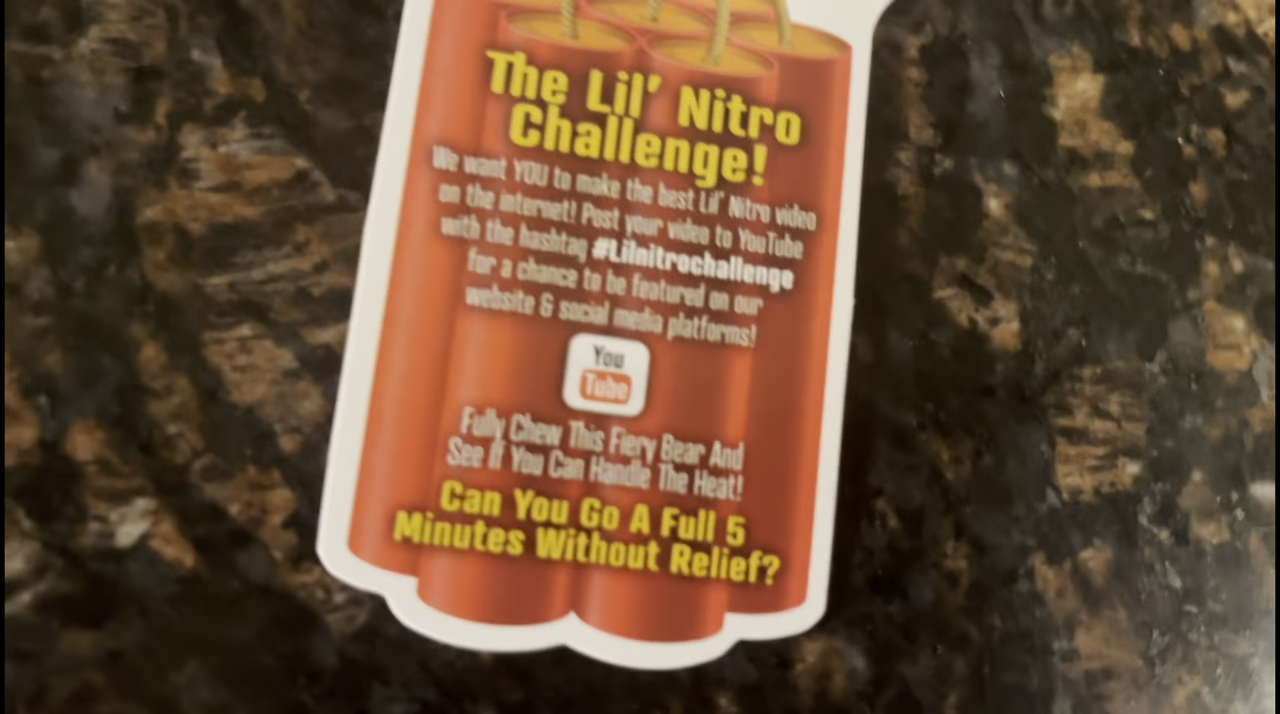 The Lil' Nitro
Challenge!
We want YOU to make the best Lil' Nitro video
on the internet! Post your video to YouTube
with the hashtag #Lilnitrochallenge
for a chance to be featured on our
website & social media platforms!
You
Tube
Fully Chew This Fiery Bear And
See If You Can Handle The Heat!
Can You Go A Full 5
Minutes Without Relief?